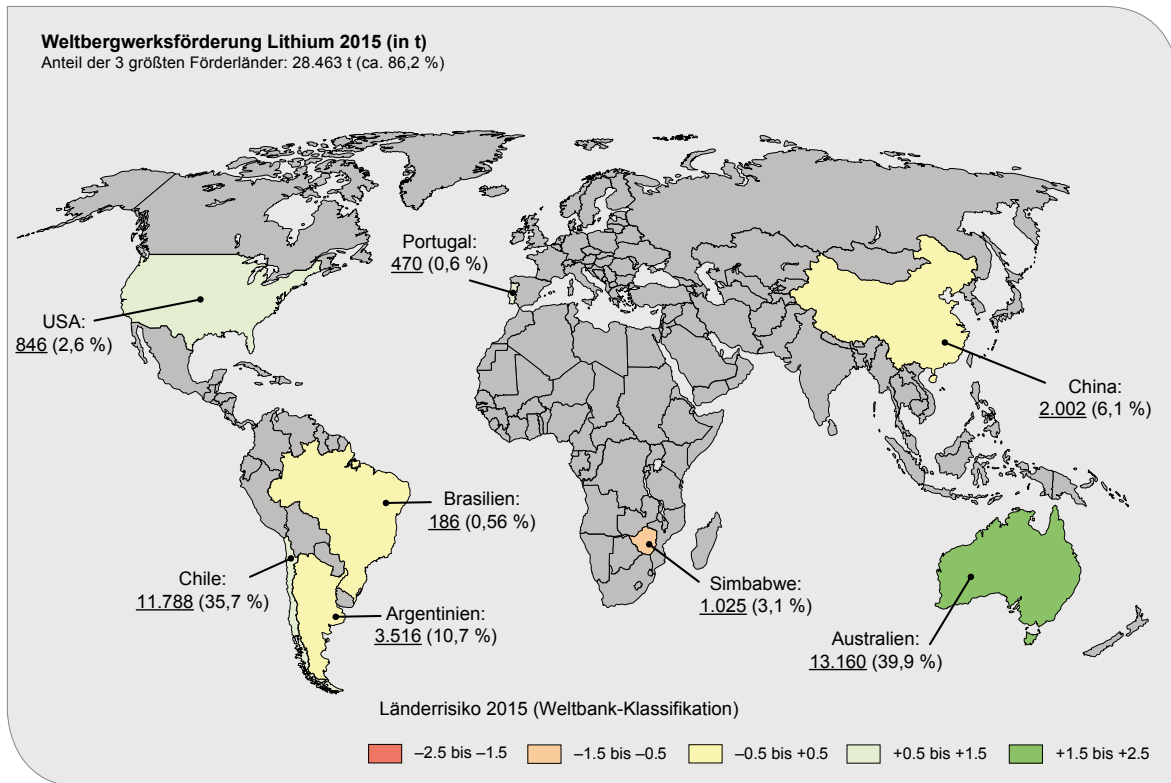 Weltbergwerksförderung Lithium 2015 (in t)
Anteil der 3 größten Förderländer: 28.463 t (ca. 86,2 %)
Portugal:
470 (0,6 %)
USA:
846 (2,6 %)
China:
2.002 (6,1 %)
Brasilien:
186 (0,56 %)
Chile:
11.788 (35,7 %)
Argentinien:
3.516 (10,7 %)
Simbabwe:
1.025 (3,1 %)
Australien:
13.160 (39,9 %)
Länderrisiko 2015 (Weltbank-Klassifikation)
–2.5 bis –1.5
–1.5 bis –0.5
–0.5 bis +0.5
+0.5 bis +1.5
+1.5 bis +2.5